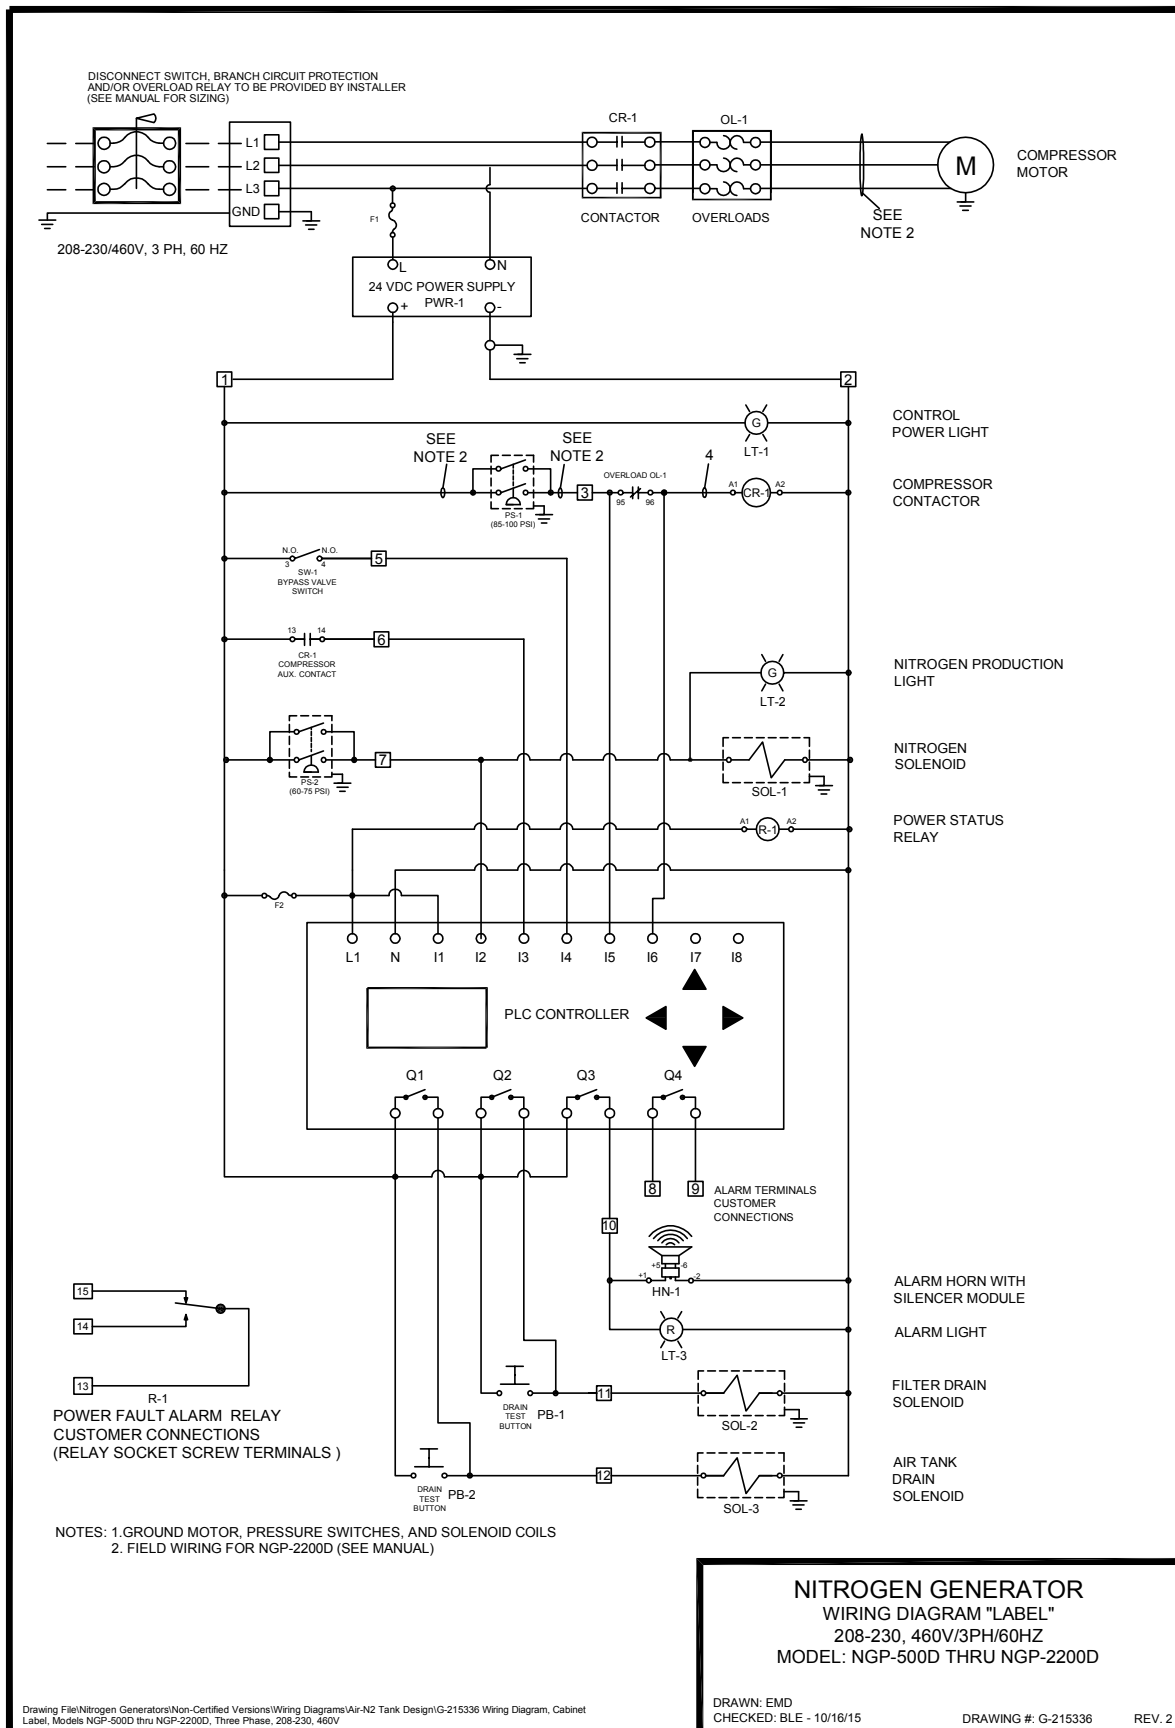 DISCONNECT SWITCH, BRANCH CIRCUIT PROTECTION
AND/OR OVERLOAD RELAY TO BE PROVIDED BY INSTALLER
(SEE MANUAL FOR SIZING)
CR-1
OL-1
L1
L2
L3
GND
M
COMPRESSOR
MOTOR
CONTACTOR
OVERLOADS
SEE
NOTE 2
F1
208-230/460V, 3 PH, 60 HZ
L
N
24 VDC POWER SUPPLY
PWR-1
+
-
1
2
G
LT-1
CONTROL
POWER LIGHT
SEE
NOTE 2
SEE
NOTE 2
PS-1
(85-100 PSI)
3
OVERLOAD OL-1
95
96
4
A1
CR-1
A2
COMPRESSOR
CONTACTOR
N.O.
N.O.
3
4
SW-1
BYPASS VALVE
SWITCH
5
13
14
CR-1
COMPRESSOR
AUX. CONTACT
6
G
LT-2
NITROGEN PRODUCTION
LIGHT
PS-2
(60-75 PSI)
7
SOL-1
NITROGEN
SOLENOID
A1
R-1
A2
POWER STATUS
RELAY
F2
L1
N
I1
I2
I3
I4
I5
I6
I7
I8
PLC CONTROLLER
Q1
Q2
Q3
Q4
8
9
ALARM TERMINALS
CUSTOMER
CONNECTIONS
10
+5
-6
+1
-2
HN-1
ALARM HORN WITH
SILENCER MODULE
R
LT-3
ALARM LIGHT
15
14
13
R-1
POWER FAULT ALARM RELAY
CUSTOMER CONNECTIONS
(RELAY SOCKET SCREW TERMINALS )
DRAIN
TEST
BUTTON
PB-1
11
SOL-2
FILTER DRAIN
SOLENOID
DRAIN
TEST
BUTTON
PB-2
12
SOL-3
AIR TANK
DRAIN
SOLENOID
NOTES: 1.GROUND MOTOR, PRESSURE SWITCHES, AND SOLENOID COILS
2. FIELD WIRING FOR NGP-2200D (SEE MANUAL)
NITROGEN GENERATOR
WIRING DIAGRAM "LABEL"
208-230, 460V/3PH/60HZ
MODEL: NGP-500D THRU NGP-2200D
DRAWN: EMD
CHECKED: BLE - 10/16/15
DRAWING #: G-215336
REV. 2
Drawing File\Nitrogen Generators\Non-Certified Versions\Wiring Diagrams\Air-N2 Tank Design\G-215336 Wiring Diagram, Cabinet
Label, Models NGP-500D thru NGP-2200D, Three Phase, 208-230, 460V